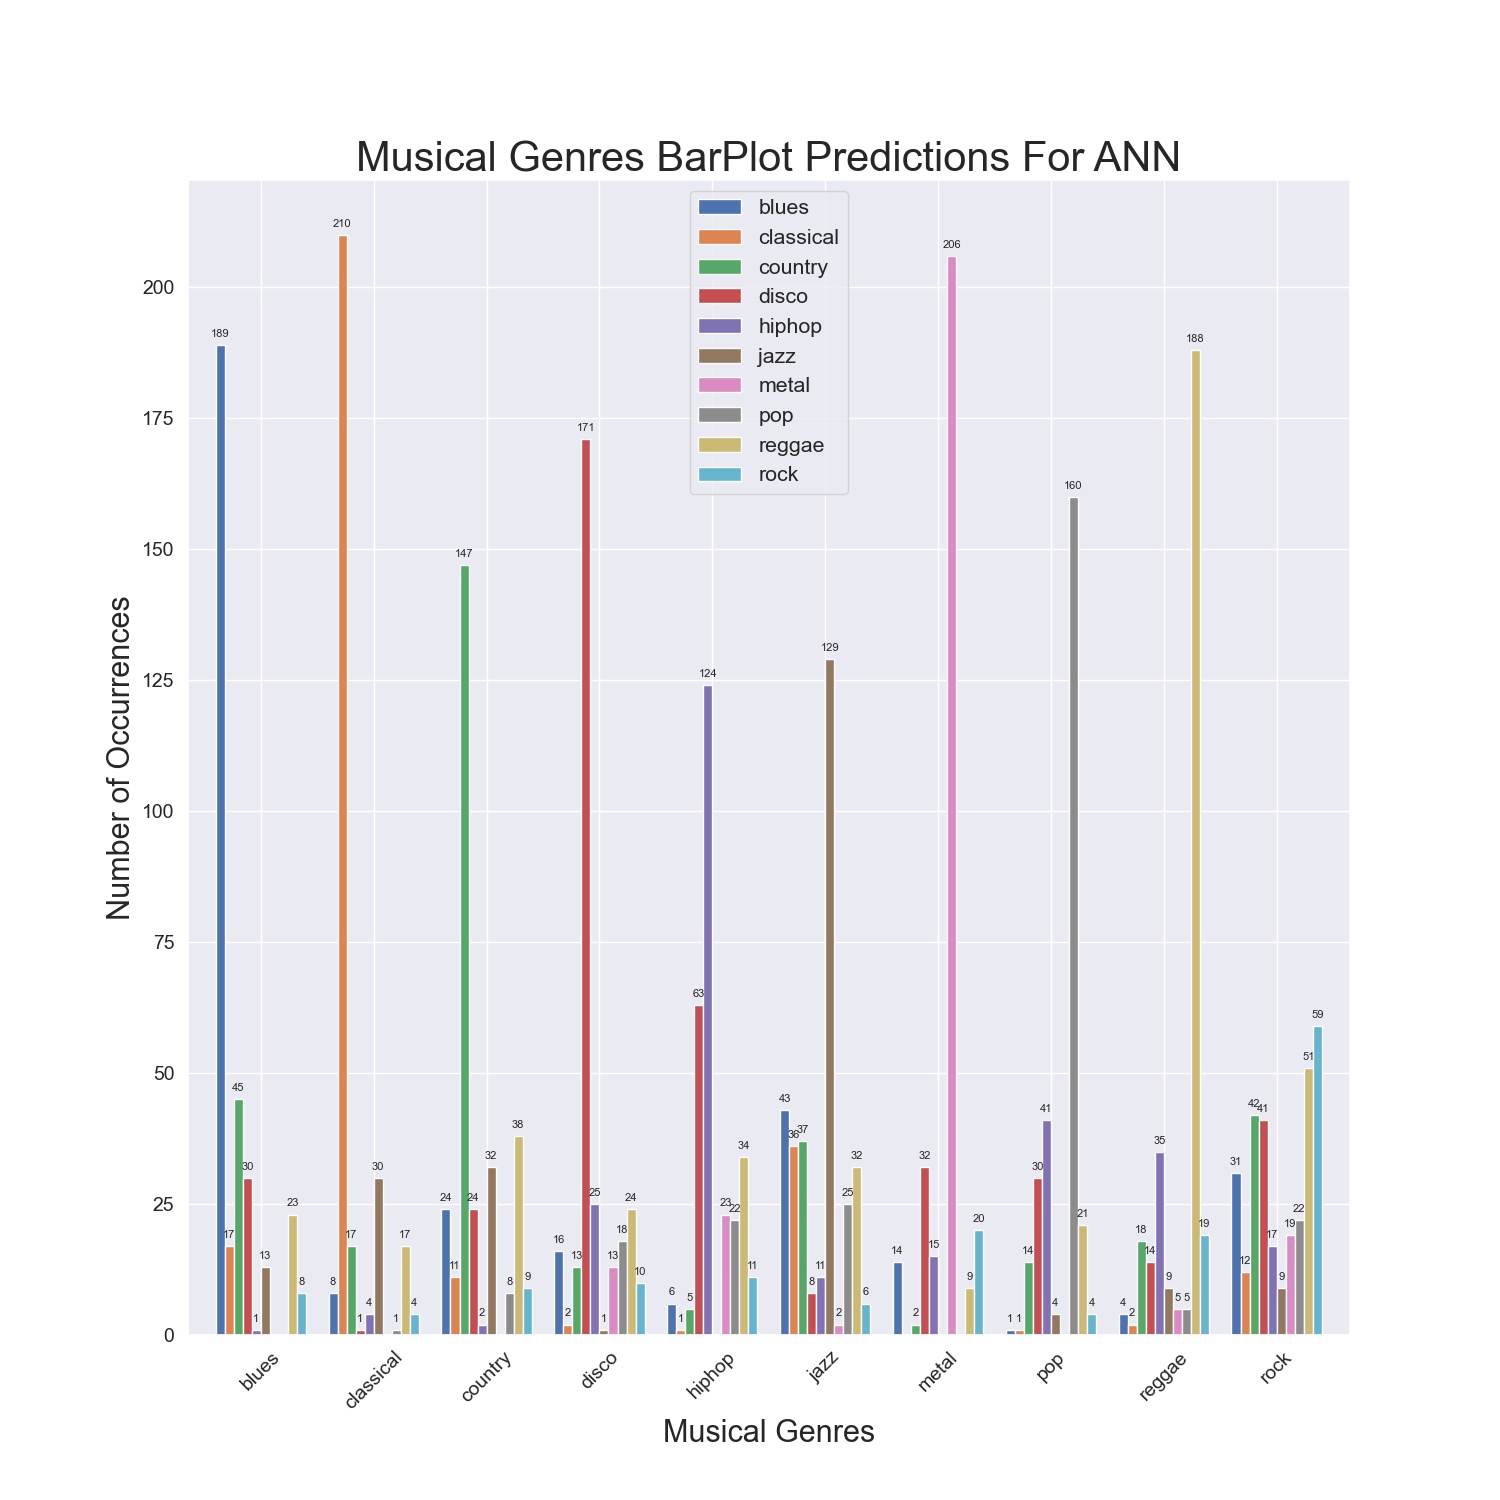 Musical Genres BarPlot Predictions For ANN
blues
classical
country
disco
hiphop
jazz
metal
pop
reggae
rock
Number of Occurrences
200
175
150
125
100
75
50
25
0
189 17 45 30 1 13 23 8
8 210 17 1 4 30 1 17 4
24 11 147 24 2 32 8 38 9
16 2 13 171 25 1 13 18 24 10
6 1 5 63 124 23 22 34 11
43 36 37 8 11 129 2 25 32 6
14 2 32 15 206 9 20
1 1 14 30 41 4 160 21 4
4 2 18 14 35 9 5 5 188 19
31 12 42 41 17 9 19 22 51 59
blues classical country disco hiphop jazz metal pop reggae rock
Musical Genres